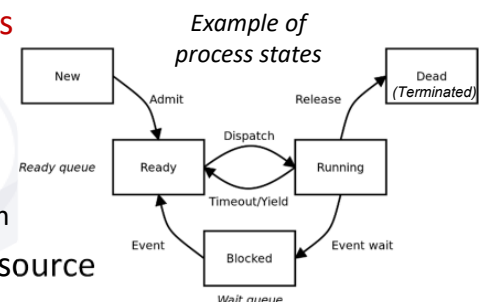 s
Example of
process states
New
Dead
(Terminated)
Admit
Release
Dispatch
Ready queue
Ready
Running
Timeout/Yield
n
Event
Event wait
source
Blocked
Wait queue